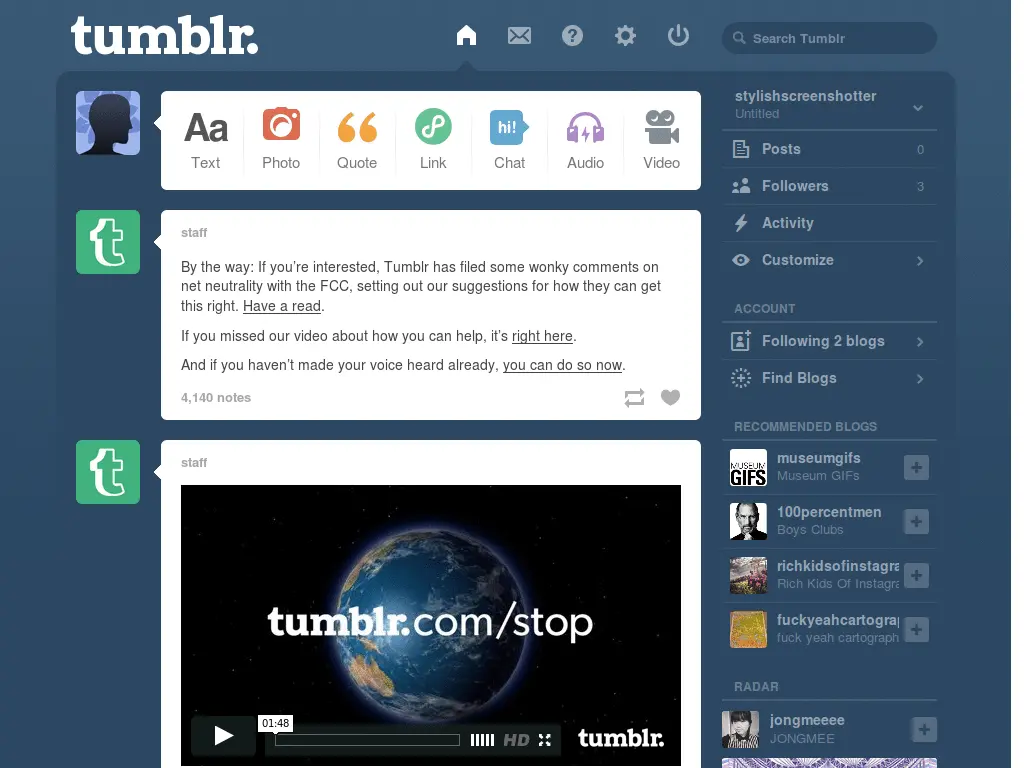 tumblr.
Search Tumblr
Aa
Text
Photo
Quote
Link
hi!
Chat
Audio
Video
staff
By the way: If you’re interested, Tumblr has filed some wonky comments on
net neutrality with the FCC, setting out our suggestions for how they can get
this right. Have a read.
If you missed our video about how you can help, it’s right here.
And if you haven’t made your voice heard already, you can do so now.
4,140 notes
staff
tumblr.com/stop
01:48
HD
tumblr.
stylishscreenshotter
Untitled
Posts 0
Followers 3
Activity
Customize
ACCOUNT
Following 2 blogs
Find Blogs
RECOMMENDED BLOGS
MUSEUM
GIFS
museumgifs
Museum GIFs
100percentmen
Boys Clubs
richkidsofinstagra
Rich Kids Of Instagra
fuckyeahcartograp
fuck yeah cartograph
RADAR
jongmeeee
JONGMEE